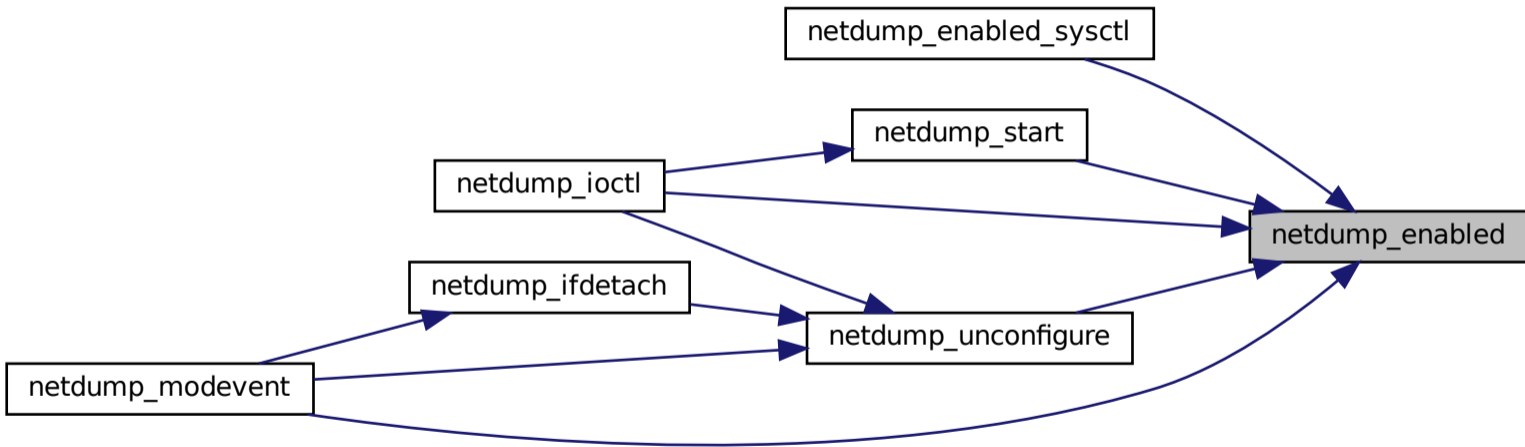 netdump_enabled_sysctl
netdump_start
netdump_ioctl
netdump_enabled
netdump_ifdetach
netdump_unconfigure
netdump_modevent